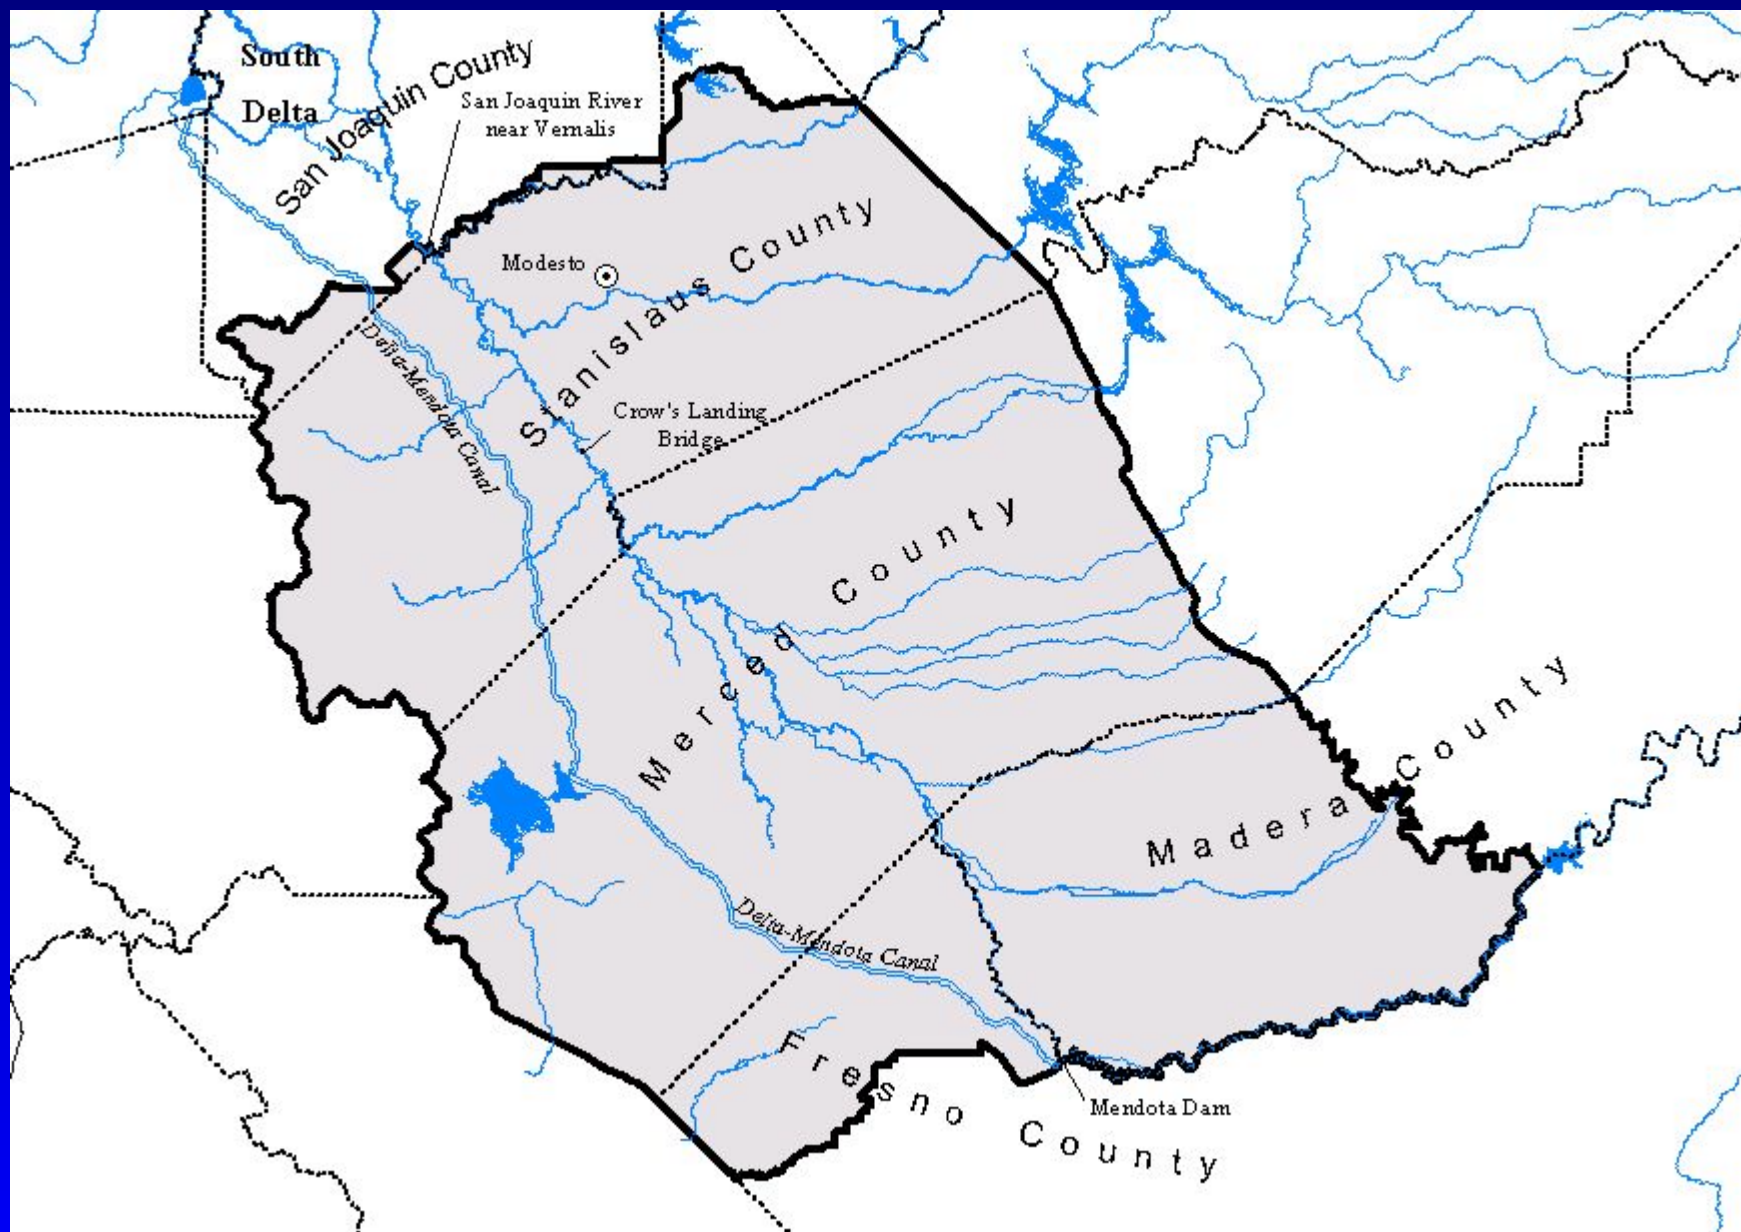 South
Delta
San Joaquin County
San Joaquin River
near Vernalis
Modesto
Stanislaus County
Delta-Mendota Canal
Crow's Landing
Bridge
Merced County
Madera County
Delta-Mendota Canal
Fresno County
Mendota Dam